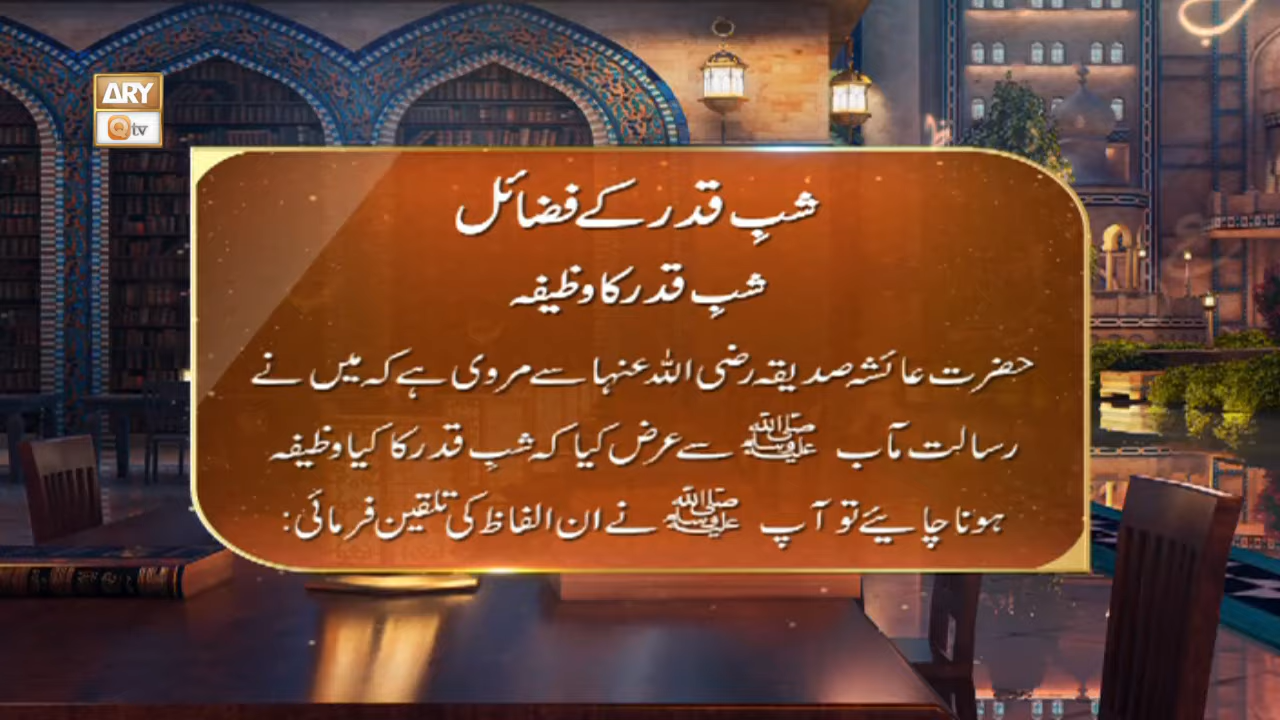 ARY
Qtv
شبِ قدر کے فضائل
شبِ قدر کا وظیفہ
حضرت عائشہ صدیقہ رضی اللہ عنہا سے مروی ہے کہ میں نے
رسالت مآب ﷺ سے عرض کیا کہ شبِ قدر کا کیا وظیفہ
ہونا چاہیئے تو آپ ﷺ نے ان الفاظ کی تلقین فرمائی: